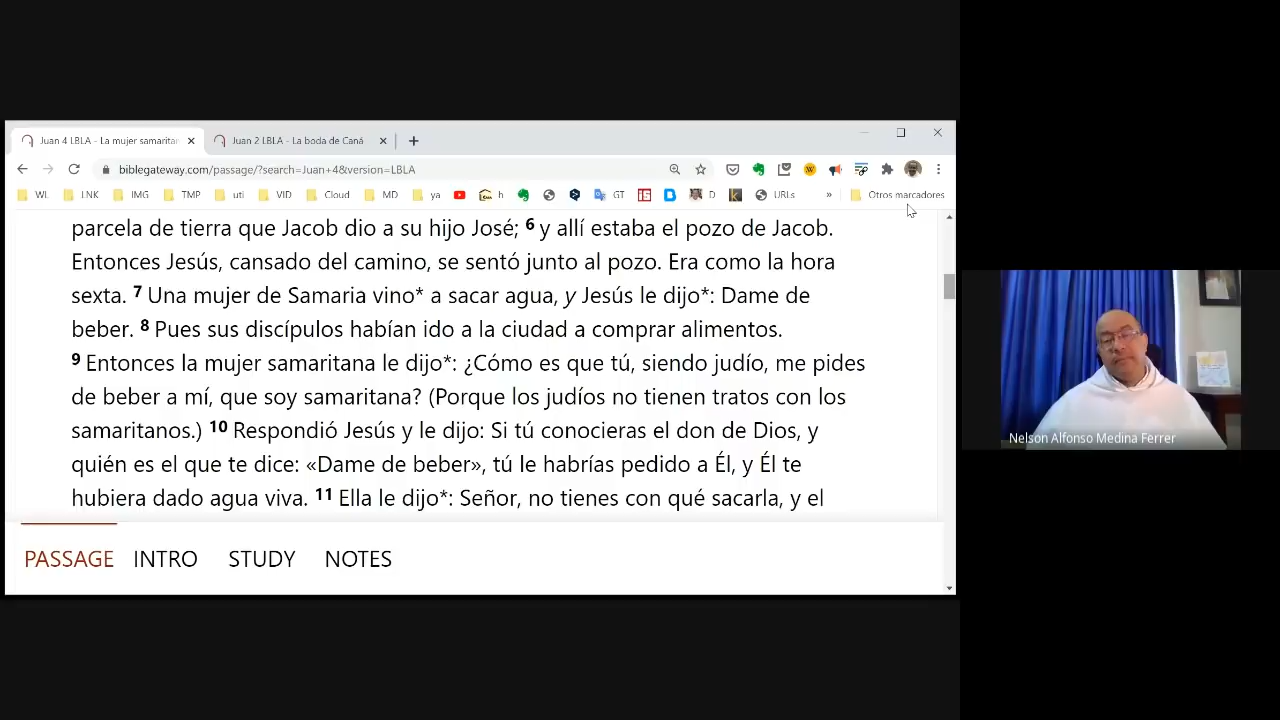 Juan 4 LBLA - La mujer samaritan
Juan 2 LBLA - La boda de Caná
biblegateway.com/passage/?search=Juan+4&version=LBLA
WL LNK IMG TMP uti VID Cloud MD ya h GT D URLs » Otros marcadores
parcela de tierra que Jacob dio a su hijo José; 6 y allí estaba el pozo de Jacob.
Entonces Jesús, cansado del camino, se sentó junto al pozo. Era como la hora
sexta. 7 Una mujer de Samaria vino* a sacar agua, y Jesús le dijo*: Dame de
beber. 8 Pues sus discípulos habían ido a la ciudad a comprar alimentos.
9 Entonces la mujer samaritana le dijo*: ¿Cómo es que tú, siendo judío, me pides
de beber a mí, que soy samaritana? (Porque los judíos no tienen tratos con los
samaritanos.) 10 Respondió Jesús y le dijo: Si tú conocieras el don de Dios, y
quién es el que te dice: «Dame de beber», tú le habrías pedido a Él, y Él te
hubiera dado agua viva. 11 Ella le dijo*: Señor, no tienes con qué sacarla, y el
PASSAGE INTRO STUDY NOTES
Nelson Alfonso Medina Ferrer